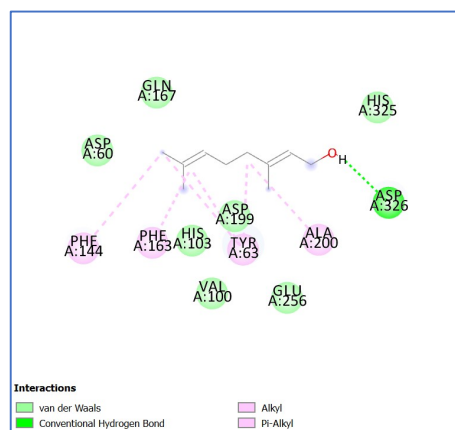 GLN
A:167
HIS
A:325
ASP
A:60
O
H
ASP
A:326
ASP
A:199
PHE
A:144
PHE
A:163
HIS
A:103
TYR
A:63
ALA
A:200
VAL
A:100
GLU
A:256
Interactions
van der Waals
Conventional Hydrogen Bond
Alkyl
Pi-Alkyl